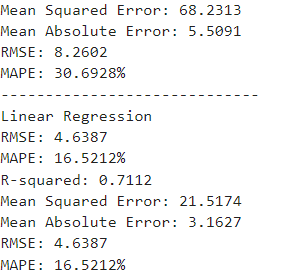 Mean Squared Error: 68.2313
Mean Absolute Error: 5.5091
RMSE: 8.2602
MAPE: 30.6928%
----------------------------
Linear Regression
RMSE: 4.6387
MAPE: 16.5212%
R-squared: 0.7112
Mean Squared Error: 21.5174
Mean Absolute Error: 3.1627
RMSE: 4.6387
MAPE: 16.5212%